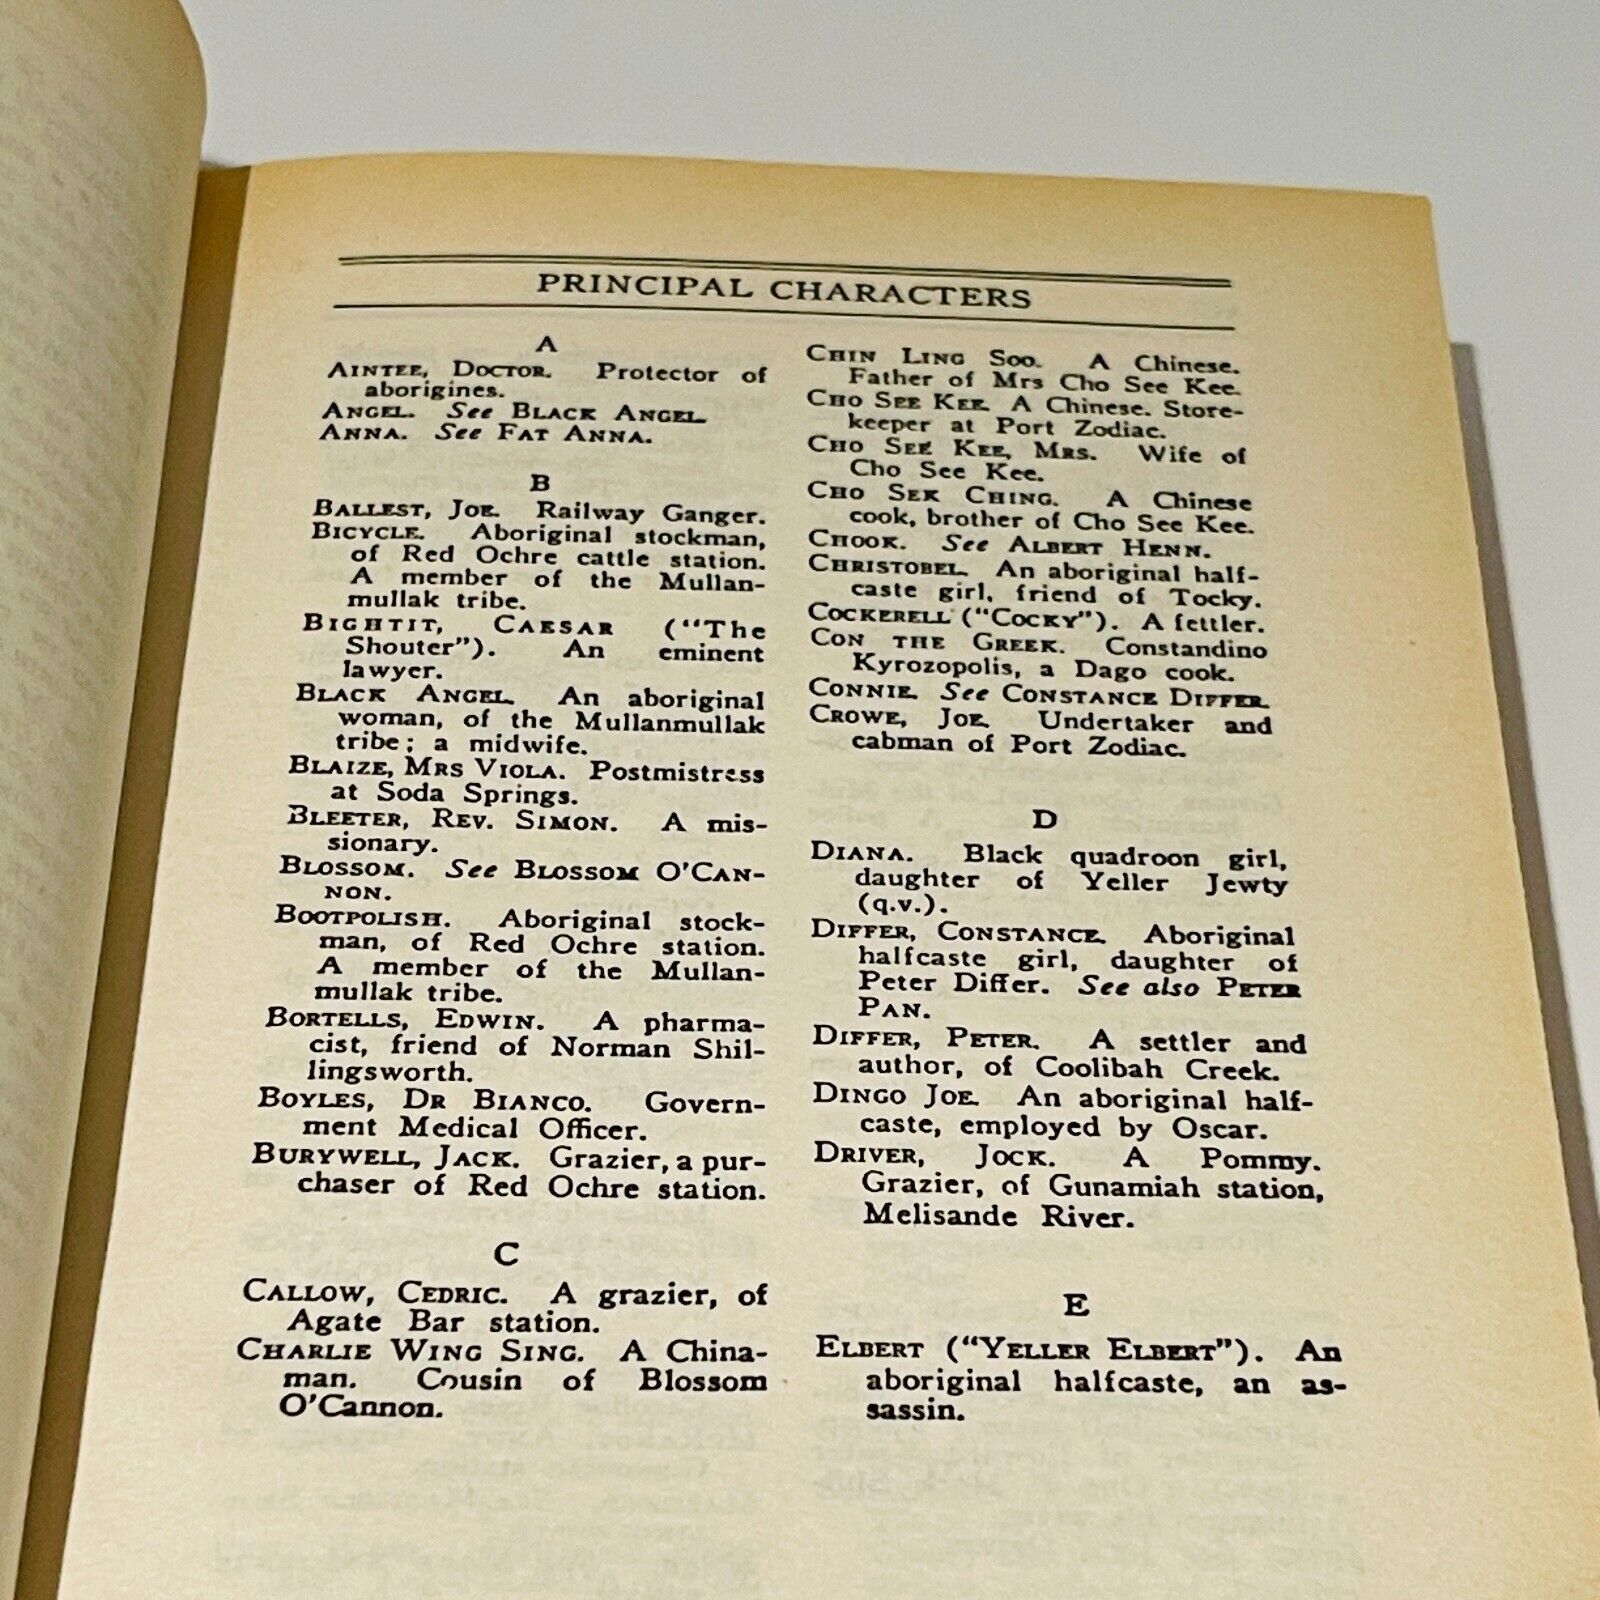 PRINCIPAL CHARACTERS
A
AINTEE, DOCTOR. Protector of
aborigines.
ANGEL. See BLACK ANGEL.
ANNA. See FAT ANNA.
B
BALLEST, JOE. Railway Ganger.
BICYCLE. Aboriginal stockman,
of Red Ochre cattle station.
A member of the Mullan-
mullak tribe.
BIGHTIT, CAESAR ("The
Shouter"). An eminent
lawyer.
BLACK ANGEL. An aboriginal
woman, of the Mullanmullak
tribe; a midwife.
BLAIZE, MRS VIOLA. Postmistress
at Soda Springs.
BLEETER, REV. SIMON. A mis-
sionary.
BLOSSOM. See BLOSSOM O'CAN-
NON.
BOOTPOLISH. Aboriginal stock-
man, of Red Ochre station.
A member of the Mullan-
mullak tribe.
BORTELLS, EDWIN. A pharma-
cist, friend of Norman Shil-
lingsworth.
BOYLES, DR BIANCO. Govern-
ment Medical Officer.
BURYWELL, JACK. Grazier, a pur-
chaser of Red Ochre station.
C
CALLOW, CEDRIC. A grazier, of
Agate Bar station.
CHARLIE WING SING. A China-
man. Cousin of Blossom
O'Cannon.
CHIN LING SOO. A Chinese.
Father of Mrs Cho See Kee.
CHO SEE KEE. A Chinese. Store-
keeper at Port Zodiac.
CHO SEE KEE, MRS. Wife of
Cho See Kee.
CHO SEK CHING. A Chinese
cook, brother of Cho See Kee.
CHOOK. See ALBERT HENN.
CHRISTOBEL. An aboriginal half-
caste girl, friend of Tocky.
COCKERELL ("COCKY"). A fettler.
CON THE GREEK. Constandino
Kyrozopolis, a Dago cook.
CONNIE. See CONSTANCE DIFFER.
CROWE, JOE. Undertaker and
cabman of Port Zodiac.
D
DIANA. Black quadroon girl,
daughter of Yeller Jewty
(q.v.).
DIFFER, CONSTANCE. Aboriginal
halfcaste girl, daughter of
Peter Differ. See also PETER
PAN.
DIFFER, PETER. A settler and
author, of Coolibah Creek.
DINGO JOE. An aboriginal half-
caste, employed by Oscar.
DRIVER, JOCK. A Pommy.
Grazier, of Gunamiah station,
Melisande River.
E
ELBERT ("YELLER ELBERT"). An
aboriginal halfcaste, an as-
sassin.